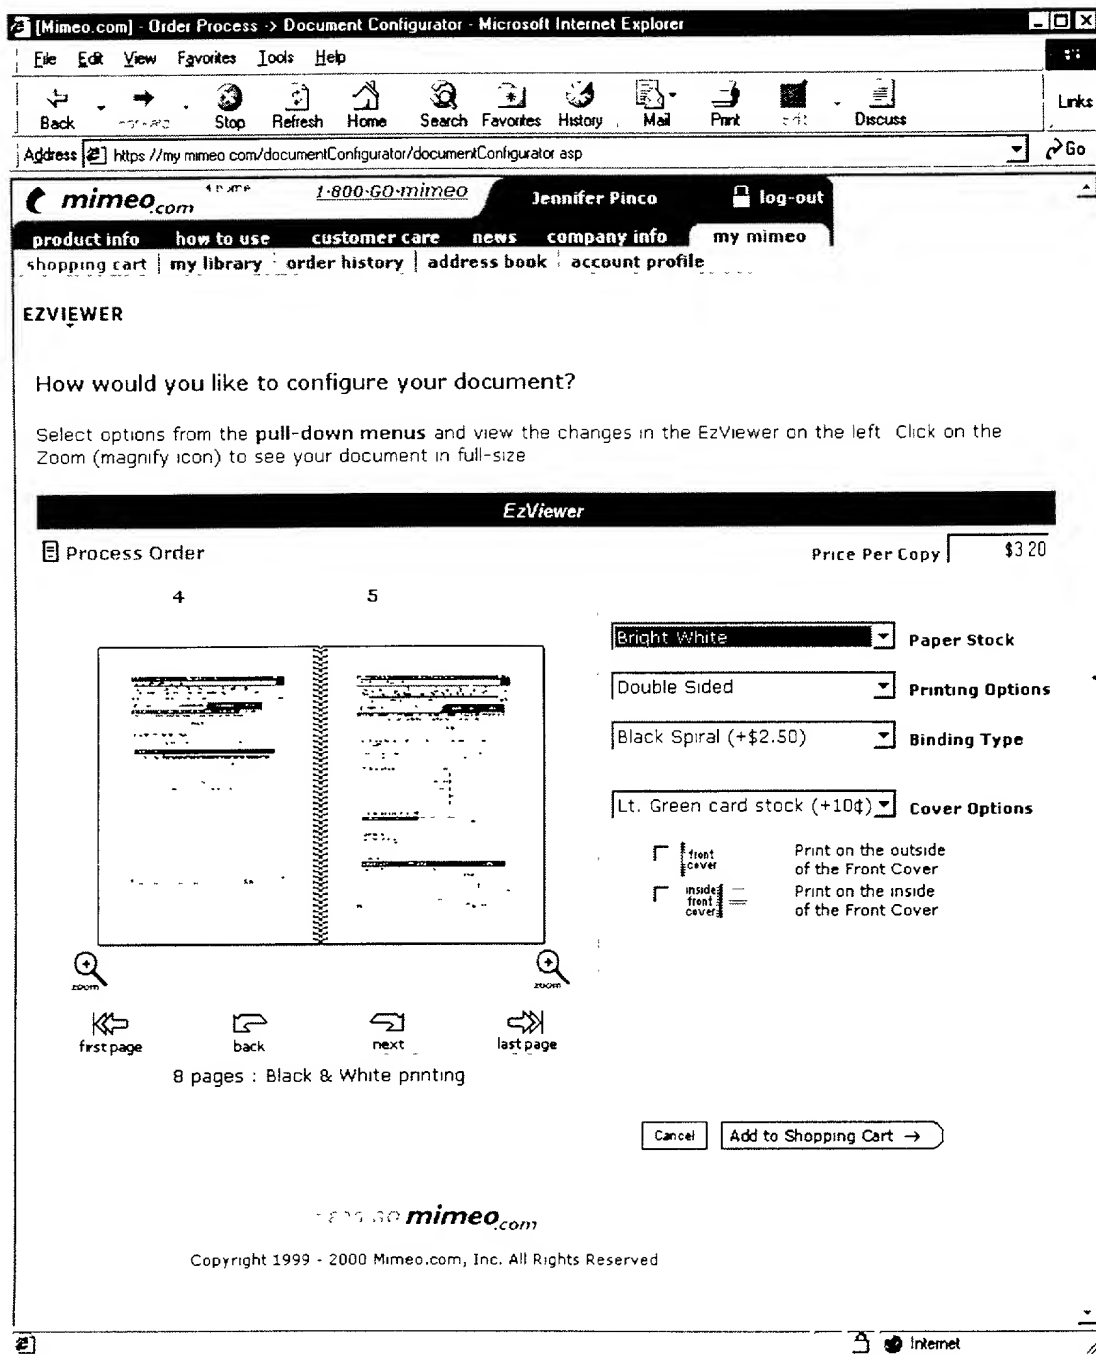 [Mimeo.com] - Order Process -> Document Configurator - Microsoft Internet Explorer
File Edit View Favorites Tools Help
Back Stop Refresh Home Search Favorites History Mail Print Discuss Links
Address https //my mimeo com/documentConfigurator/documentConfigurator asp Go
mimeo.com 1-800-GO-mimeo Jennifer Pinco log-out
product info how to use customer care news company info my mimeo
shopping cart | my library order history | address book account profile
EZVIEWER
How would you like to configure your document?
Select options from the pull-down menus and view the changes in the EzViewer on the left Click on the
Zoom (magnify icon) to see your document in full-size
EzViewer
Process Order Price Per Copy $3 20
4 5
Bright White Paper Stock
Double Sided Printing Options
Black Spiral (+$2.50) Binding Type
Lt. Green card stock (+10¢) Cover Options
front cover Print on the outside
of the Front Cover
inside front cover Print on the inside
of the Front Cover
zoom zoom
first page back next last page
8 pages : Black & White printing
Cancel Add to Shopping Cart →
mimeo.com
Copyright 1999 - 2000 Mimeo.com, Inc. All Rights Reserved
Internet